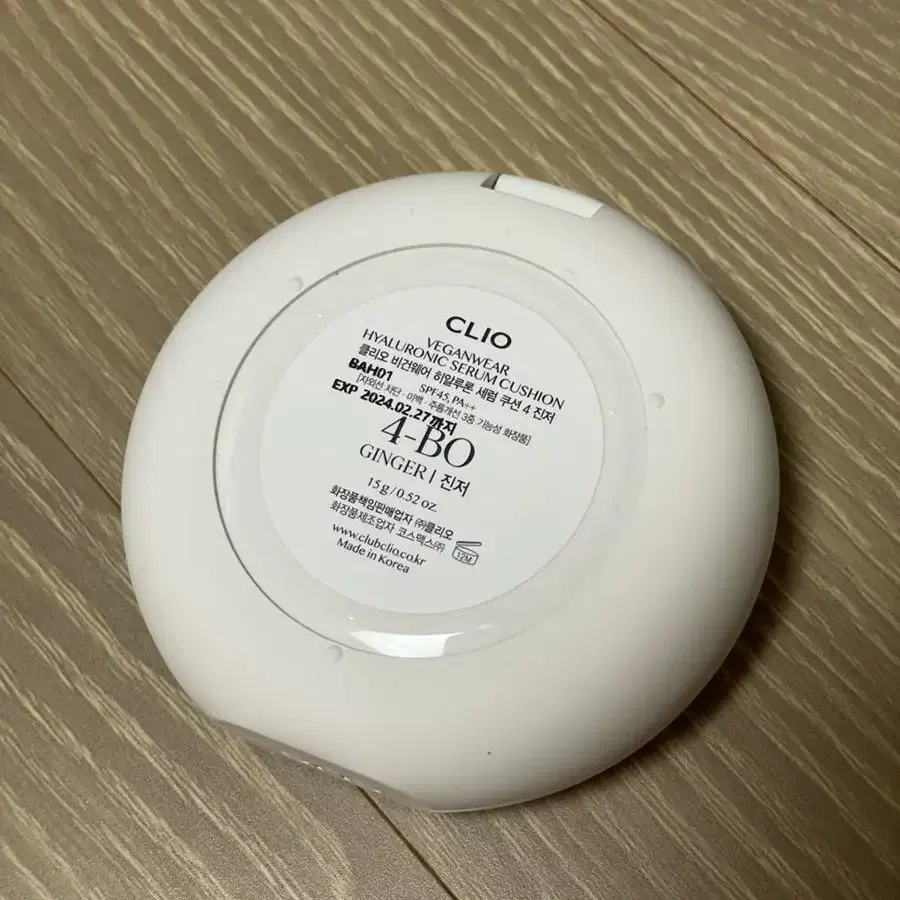 CLIO
VEGANWEAR
HYALURONIC SERUM CUSHION
클리오 비건웨어 히알루론 세럼 쿠션 4 진저
BAH01
SPF45, PA++
[자외선 차단 · 미백 · 주름개선 3중 기능성 화장품]
EXP 2024.02.27까지
4-BO
GINGER | 진저
15g / 0.52 oz.
화장품책임판매업자 ㈜클리오
화장품제조업자 코스맥스㈜
12M
www.clubclio.co.kr
Made in Korea